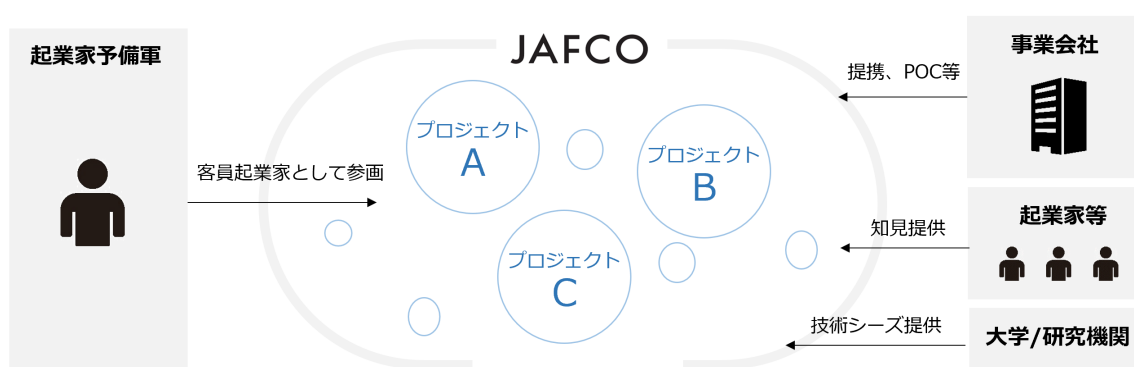 起業家予備軍
客員起業家として参画
JAFCO
プロジェクト
A
プロジェクト
B
プロジェクト
C
提携、POC等
事業会社
知見提供
起業家等
技術シーズ提供
大学/研究機関